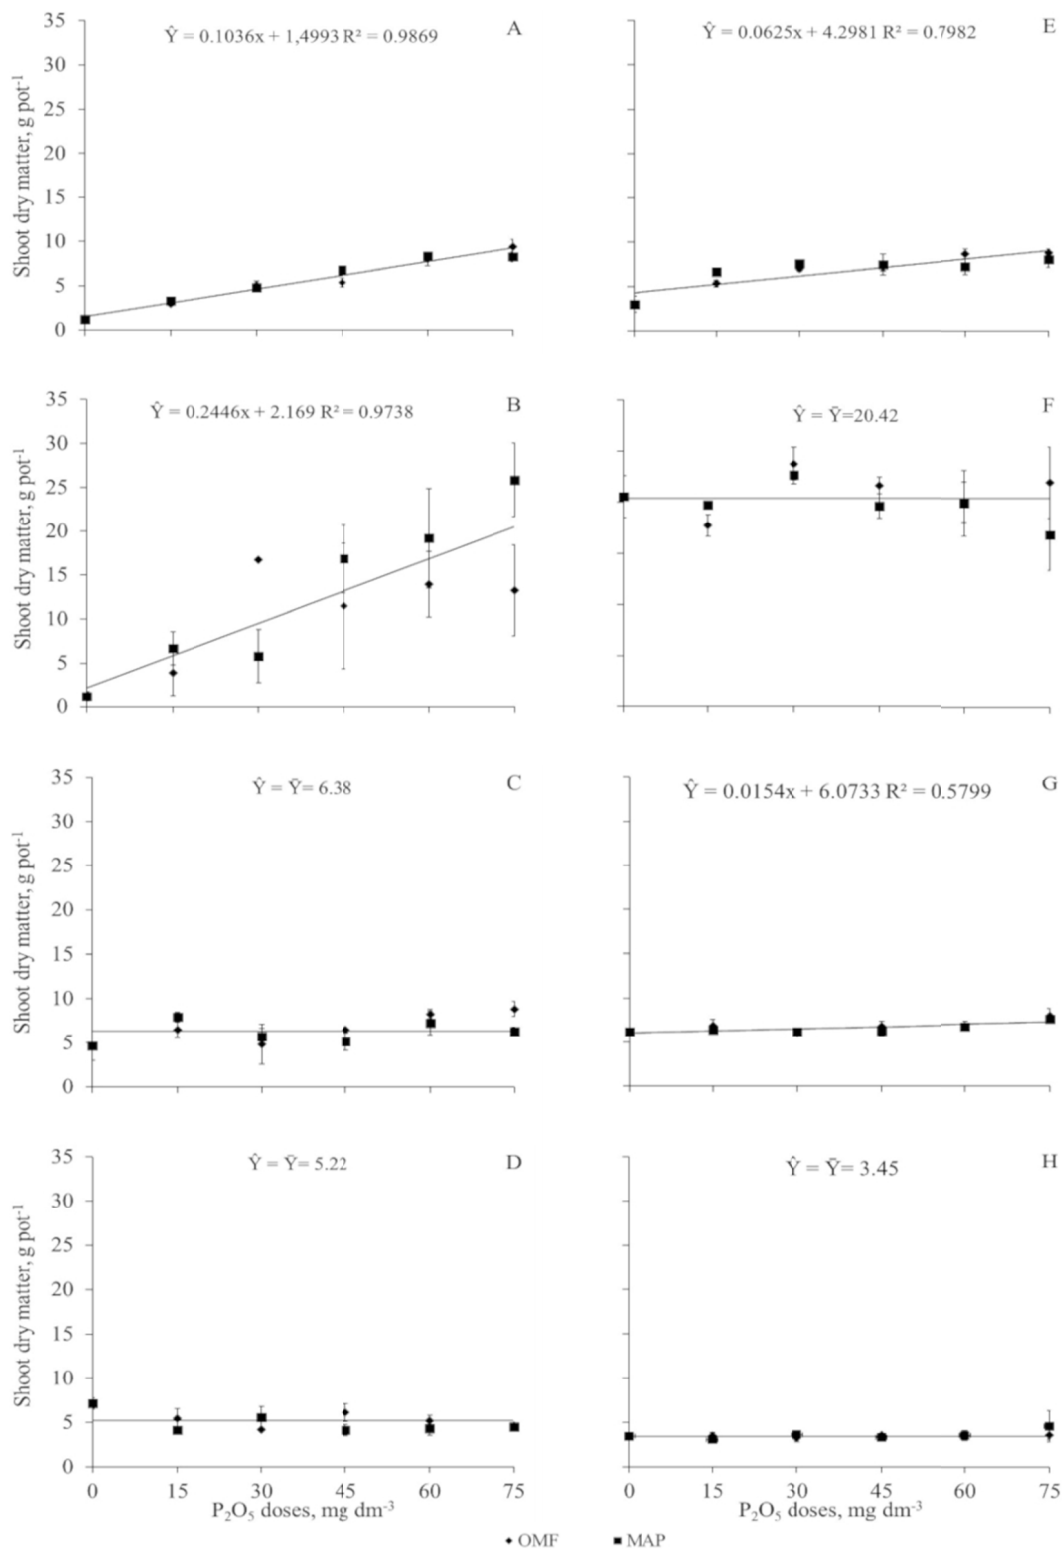 35
30
25
20
15
10
5
0
Shoot dry matter, g pot⁻¹
Ŷ = 0.1036x + 1,4993 R² = 0.9869
A
Ŷ = 0.0625x + 4.2981 R² = 0.7982
E
35
30
25
20
15
10
5
0
Shoot dry matter, g pot⁻¹
Ŷ = 0.2446x + 2.169 R² = 0.9738
B
Ŷ = Ȳ=20.42
F
35
30
25
20
15
10
5
0
Shoot dry matter, g pot⁻¹
Ŷ = Ȳ= 6.38
C
Ŷ = 0.0154x + 6.0733 R² = 0.5799
G
35
30
25
20
15
10
5
0
Shoot dry matter, g pot⁻¹
Ŷ = Ȳ= 5.22
D
Ŷ = Ȳ= 3.45
H
0 15 30 45 60 75
P₂O₅ doses, mg dm⁻³
0 15 30 45 60 75
P₂O₅ doses, mg dm⁻³
OMF MAP